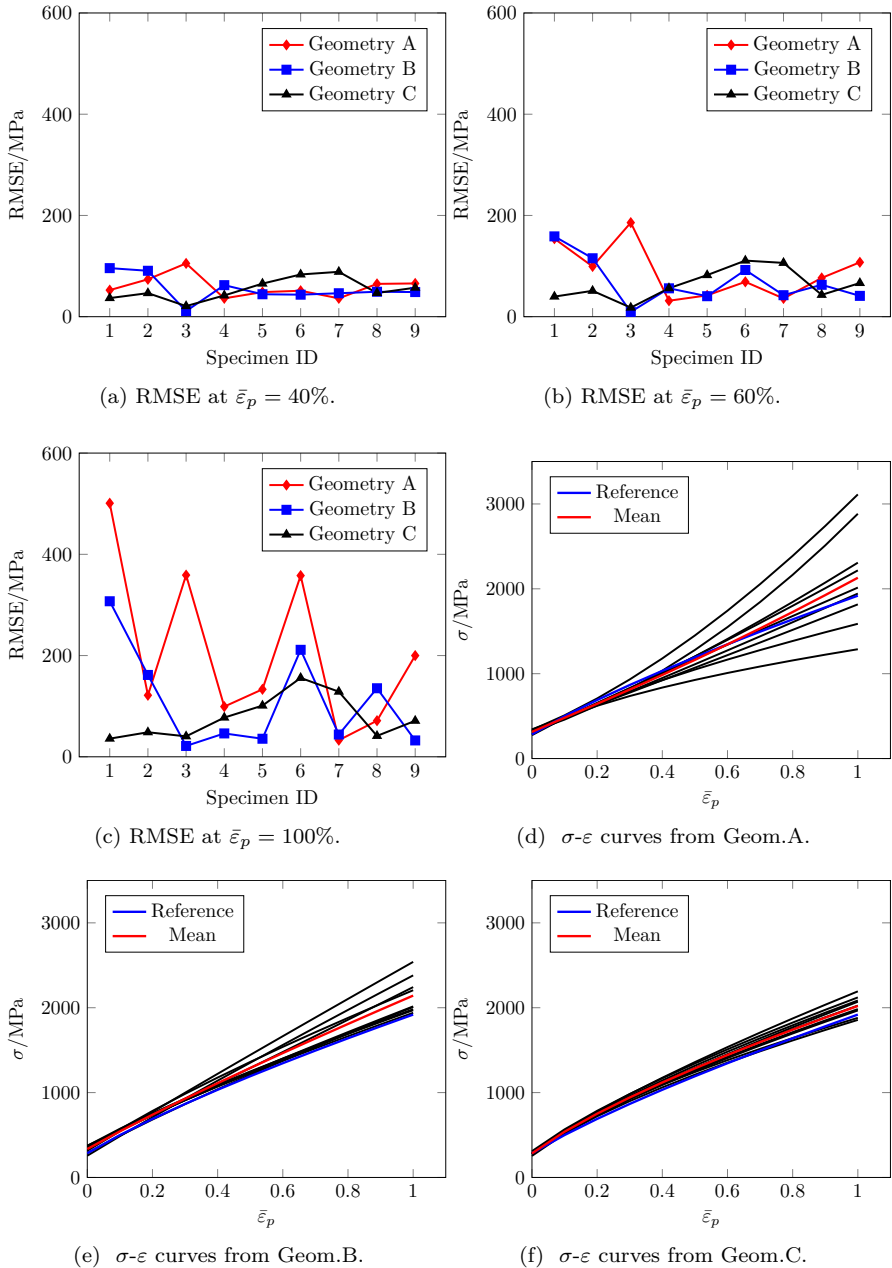 600
400
200
0
RMSE/MPa
Geometry A
Geometry B
Geometry C
1 2 3 4 5 6 7 8 9
Specimen ID
(a) RMSE at ε̄p = 40%.
600
400
200
0
RMSE/MPa
Geometry A
Geometry B
Geometry C
1 2 3 4 5 6 7 8 9
Specimen ID
(b) RMSE at ε̄p = 60%.
600
400
200
0
RMSE/MPa
Geometry A
Geometry B
Geometry C
1 2 3 4 5 6 7 8 9
Specimen ID
(c) RMSE at ε̄p = 100%.
3000
2000
1000
0
σ/MPa
Reference
Mean
0 0.2 0.4 0.6 0.8 1
ε̄p
(d) σ-ε curves from Geom.A.
3000
2000
1000
0
σ/MPa
Reference
Mean
0 0.2 0.4 0.6 0.8 1
ε̄p
(e) σ-ε curves from Geom.B.
3000
2000
1000
0
σ/MPa
Reference
Mean
0 0.2 0.4 0.6 0.8 1
ε̄p
(f) σ-ε curves from Geom.C.